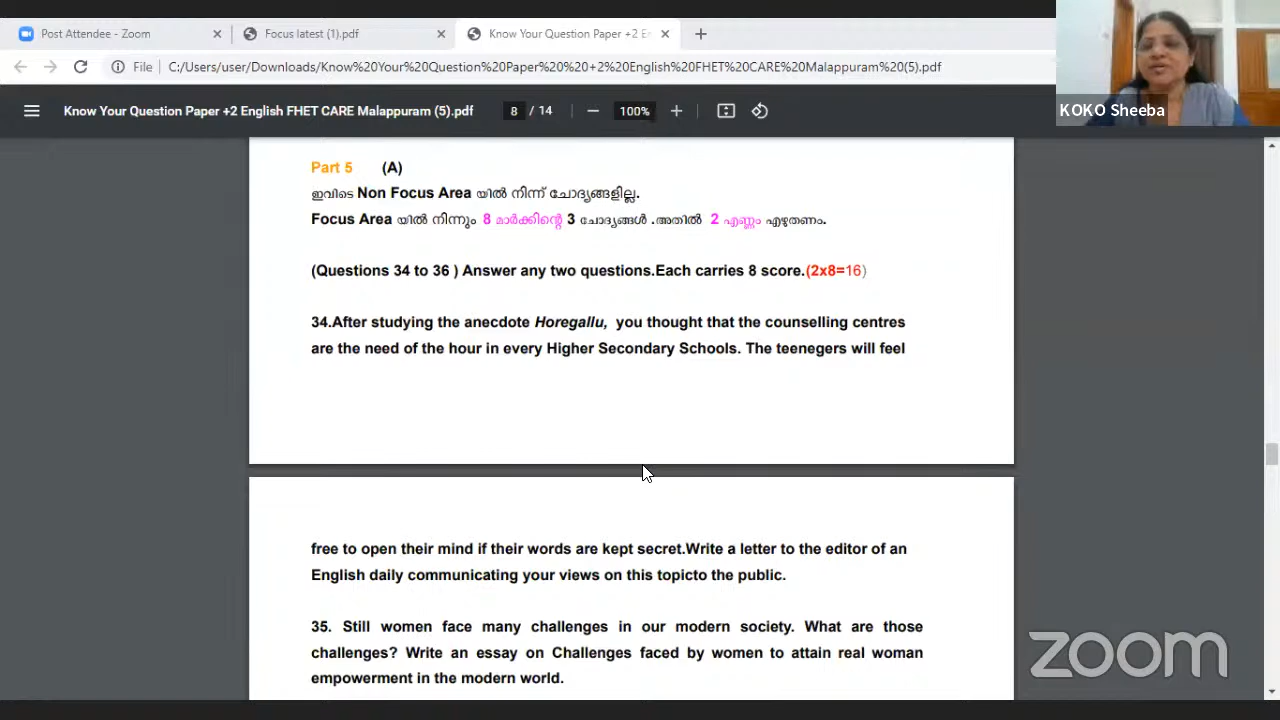 Post Attendee - Zoom
Focus latest (1).pdf
Know Your Question Paper +2 E
File C:/Users/user/Downloads/Know%20Your%20Question%20Paper%20%20+2%20English%20FHET%20CARE%20Malappuram%20(5).pdf
Know Your Question Paper +2 English FHET CARE Malappuram (5).pdf 8 / 14 100%
KOKO Sheeba
Part 5 (A)
ഇവിടെ Non Focus Area യിൽ നിന്ന് ചോദ്യങ്ങളില്ല.
Focus Area യിൽ നിന്നും 8 മാർക്കിന്റെ 3 ചോദ്യങ്ങൾ .അതിൽ 2 എണ്ണം എഴുതണം.
(Questions 34 to 36 ) Answer any two questions.Each carries 8 score.(2x8=16)
34.After studying the anecdote Horegallu, you thought that the counselling centres
are the need of the hour in every Higher Secondary Schools. The teenegers will feel
free to open their mind if their words are kept secret.Write a letter to the editor of an
English daily communicating your views on this topicto the public.
35. Still women face many challenges in our modern society. What are those
challenges? Write an essay on Challenges faced by women to attain real woman
empowerment in the modern world.
zoom